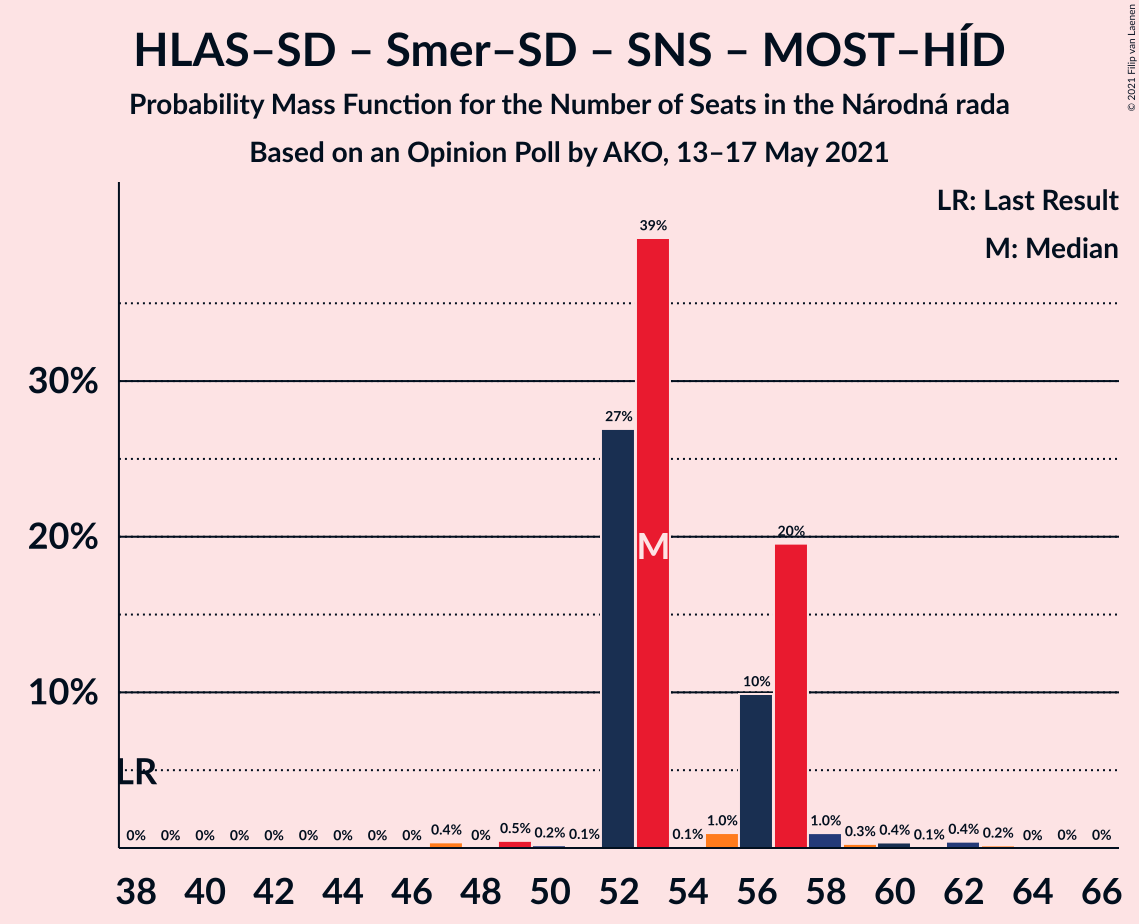 HLAS–SD – Smer–SD – SNS – MOST–HÍD
Probability Mass Function for the Number of Seats in the Národná rada
Based on an Opinion Poll by AKO, 13–17 May 2021
© 2021 Filip van Laenen
LR: Last Result
M: Median
39%
30%
27%
20%
20%
M
10%
10%
LR
0% 0% 0% 0% 0% 0% 0% 0% 0% 0.4% 0% 0.5% 0.2% 0.1% 0.1% 1.0% 1.0% 0.3% 0.4% 0.1% 0.4% 0.2% 0% 0% 0%
38 40 42 44 46 48 50 52 54 56 58 60 62 64 66